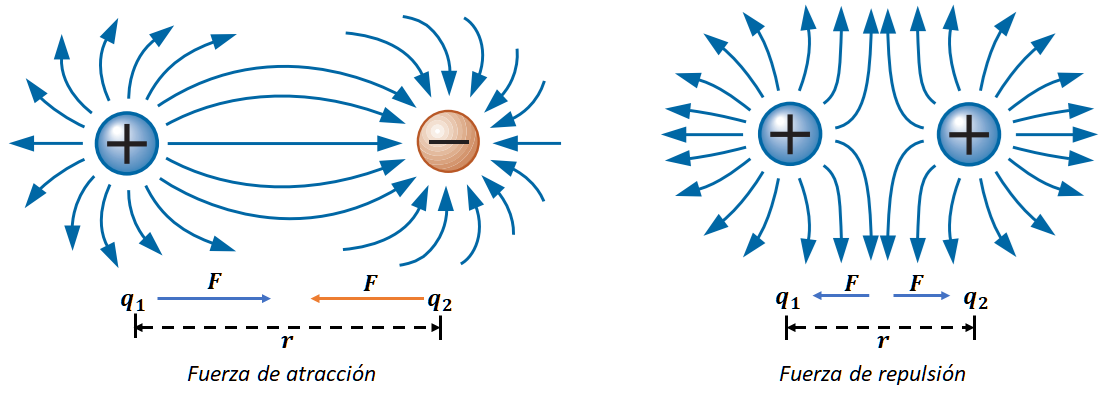 + − + +
F F F F
q₁ q₂ q₁ q₂
r r
Fuerza de atracción Fuerza de repulsión